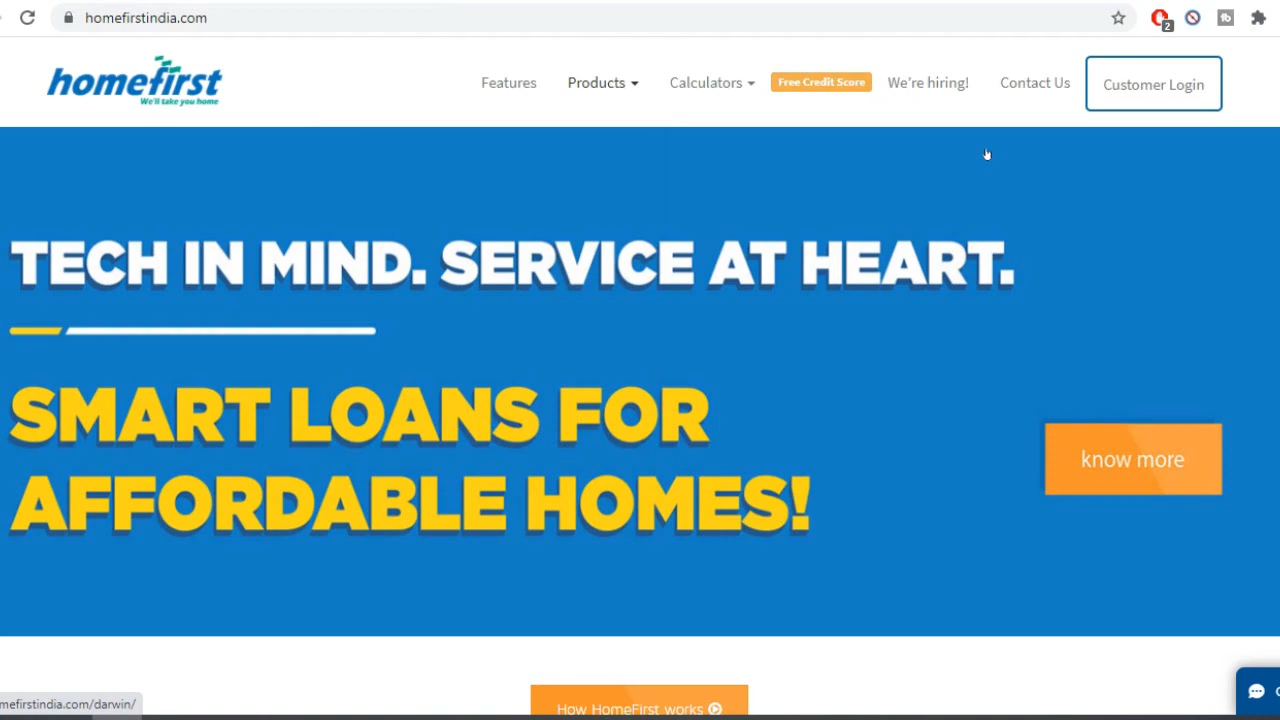 homefirstindia.com
2
homefirst
We'll take you home
Features
Products
Calculators
Free Credit Score
We're hiring!
Contact Us
Customer Login
TECH IN MIND. SERVICE AT HEART.
SMART LOANS FOR
AFFORDABLE HOMES!
know more
mefirstindia.com/darwin/
How HomeFirst works